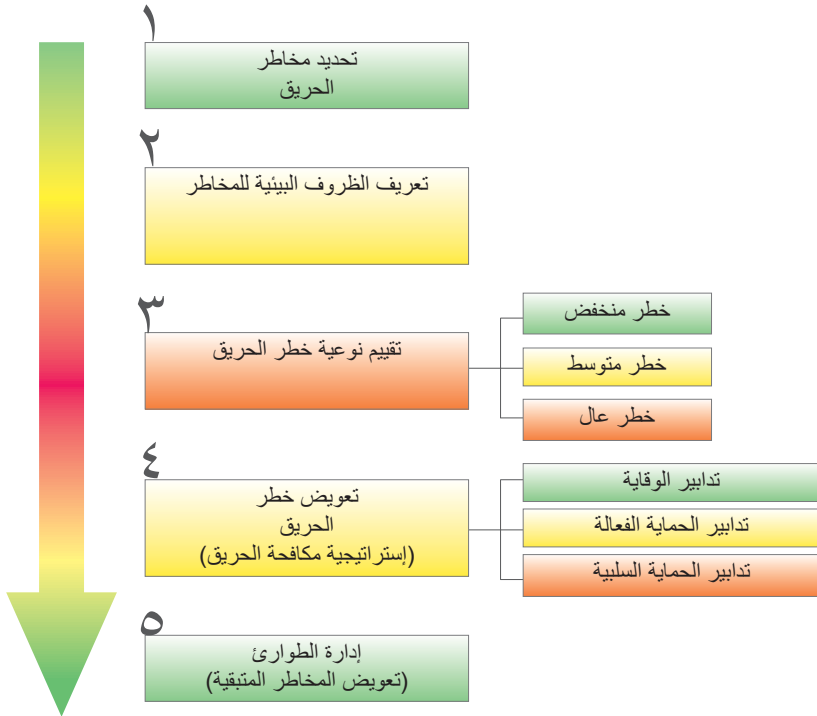 ١
تحديد مخاطر
الحريق
٢
تعريف الظروف البيئية للمخاطر
٣
تقييم نوعية خطر الحريق
خطر منخفض
خطر متوسط
خطر عال
٤
تعويض خطر
الحريق
(إستراتيجية مكافحة الحريق)
تدابير الوقاية
تدابير الحماية الفعالة
تدابير الحماية السلبية
٥
إدارة الطوارئ
(تعويض المخاطر المتبقية)